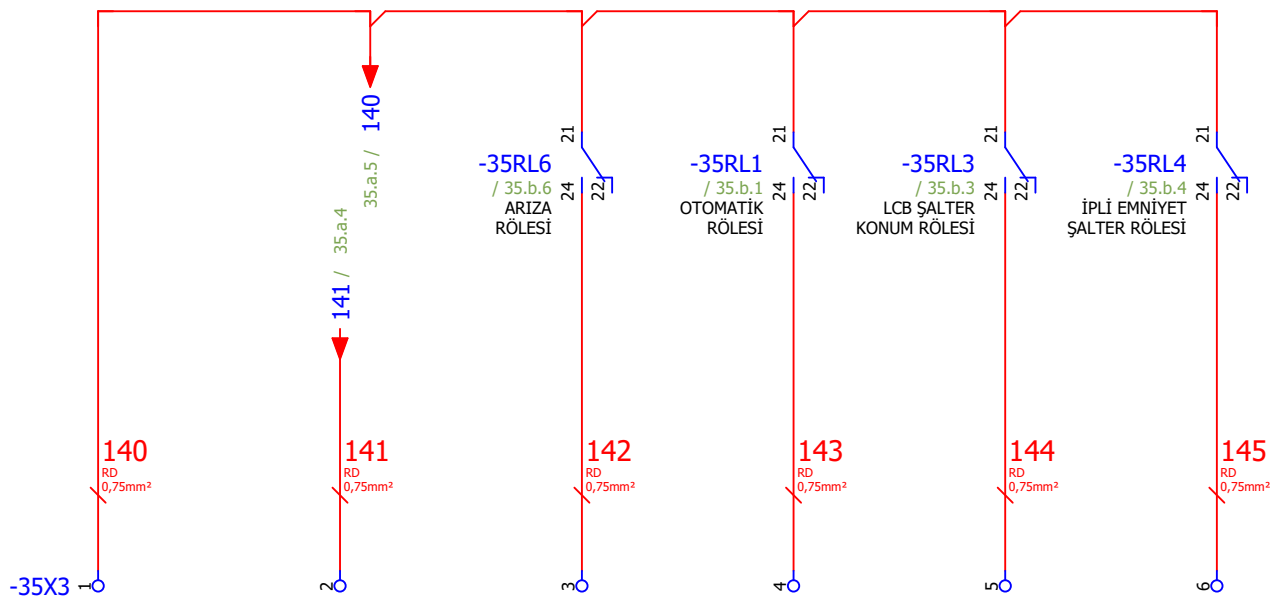 140
35.a.5 /
35.a.4
141 /
21
-35RL6
/ 35.b.6
24
22
ARIZA
RÖLESİ
21
-35RL1
/ 35.b.1
24
22
OTOMATİK
RÖLESİ
21
-35RL3
/ 35.b.3
24
22
LCB ŞALTER
KONUM RÖLESİ
21
-35RL4
/ 35.b.4
24
22
İPLİ EMNİYET
ŞALTER RÖLESİ
140
RD
0,75mm²
141
RD
0,75mm²
142
RD
0,75mm²
143
RD
0,75mm²
144
RD
0,75mm²
145
RD
0,75mm²
-35X3
1
2
3
4
5
6